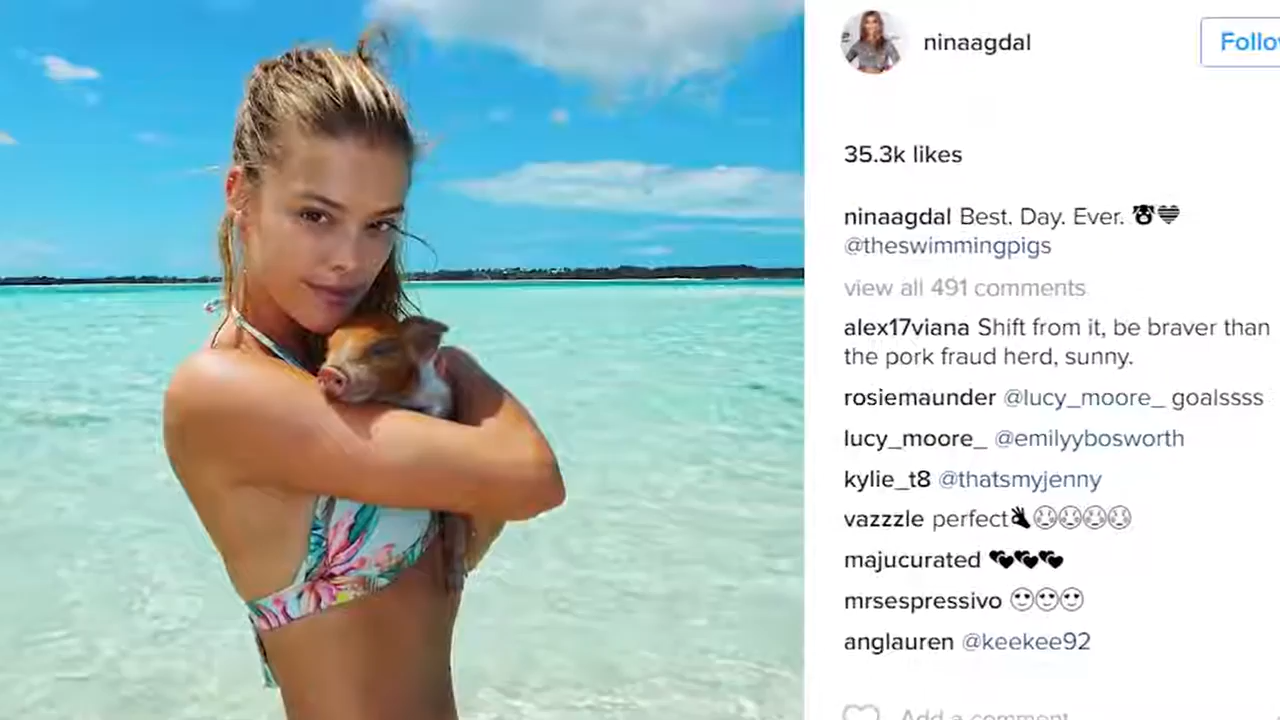 ninaagdal
Follo
35.3k likes
ninaagdal Best. Day. Ever.
@theswimmingpigs
view all 491 comments
alex17viana Shift from it, be braver than
the pork fraud herd, sunny.
rosiemaunder @lucy_moore_ goalssss
lucy_moore_ @emilyybosworth
kylie_t8 @thatsmyjenny
vazzzle perfect
majucurated
mrsespressivo
anglauren @keekee92
Add a comment